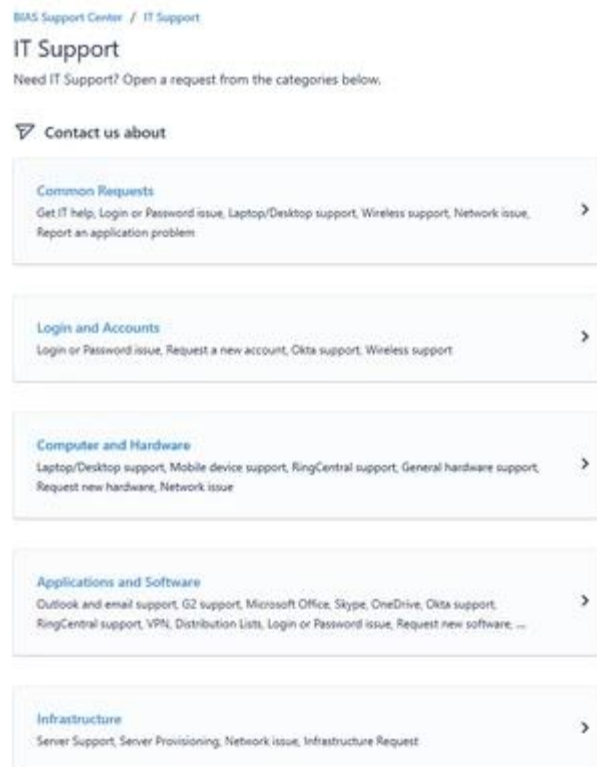 BIAS Support Center / IT Support
IT Support
Need IT Support? Open a request from the categories below.
Contact us about
Common Requests
Get IT help, Login or Password issue, Laptop/Desktop support, Wireless support, Network issue,
Report an application problem
Login and Accounts
Login or Password issue, Request a new account, Okta support, Wireless support
Computer and Hardware
Laptop/Desktop support, Mobile device support, RingCentral support, General hardware support,
Request new hardware, Network issue
Applications and Software
Outlook and email support, G2 support, Microsoft Office, Skype, OneDrive, Okta support,
RingCentral support, VPN, Distribution Lists, Login or Password issue, Request new software, ...
Infrastructure
Server Support, Server Provisioning, Network issue, Infrastructure Request